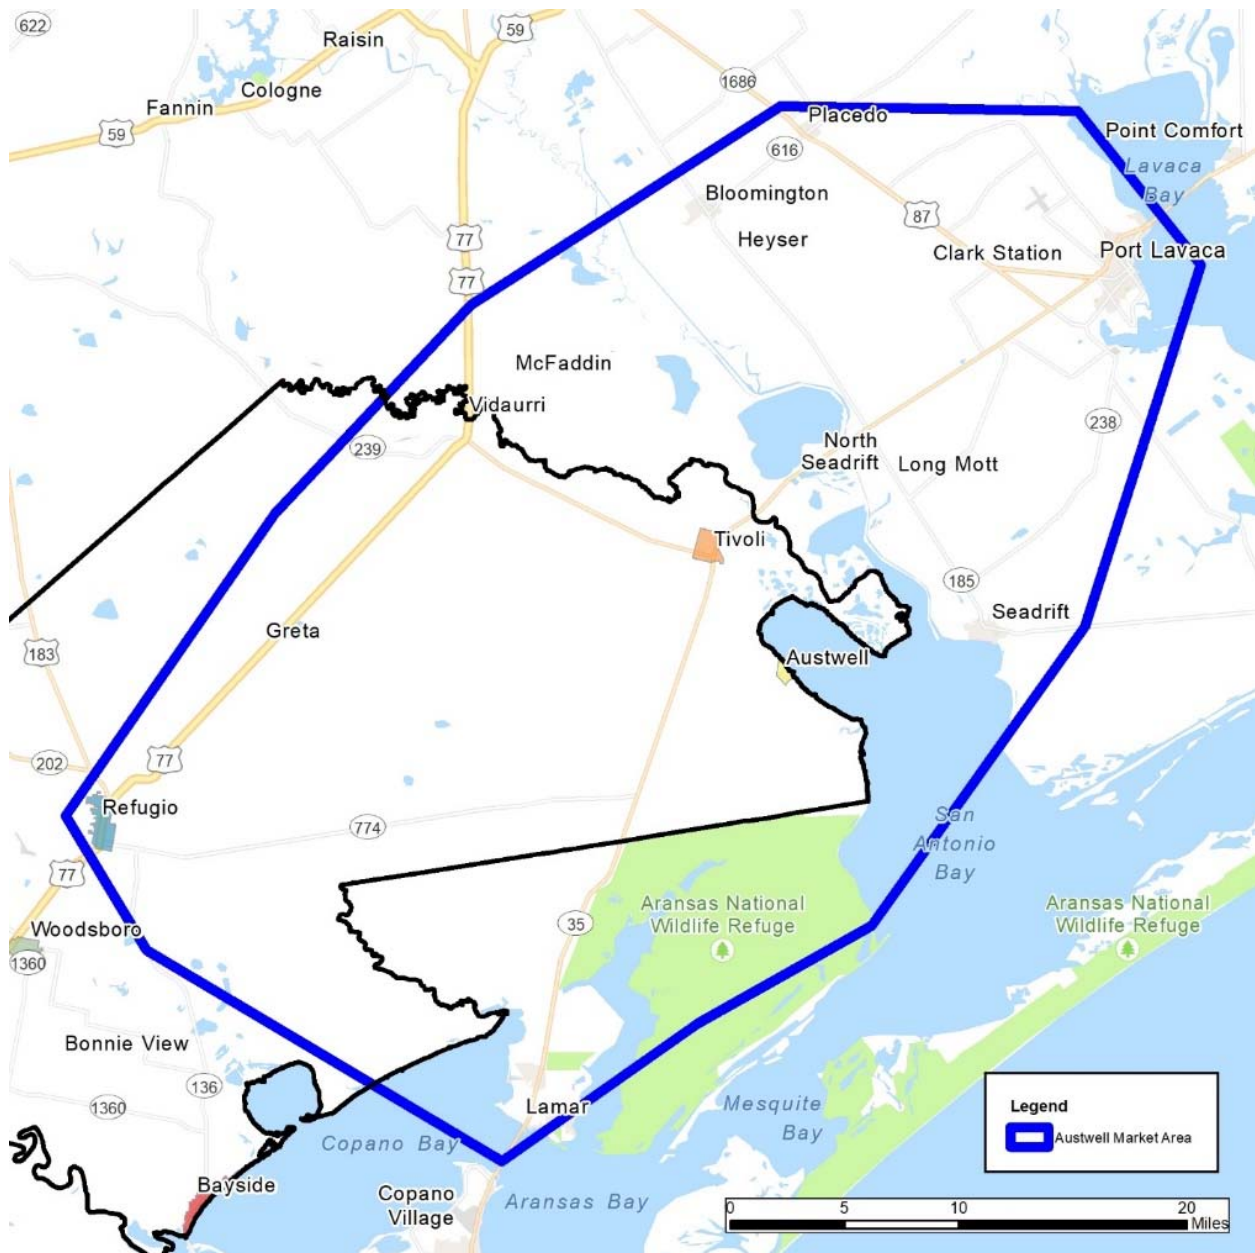 622
Raisin
59
Cologne
Fannin
59
1686
Placedo
Point Comfort
616
Lavaca
Bay
Bloomington
87
77
Heyser
Clark Station
Port Lavaca
77
McFaddin
Vidaurri
239
North
Seadrift
Long Mott
238
Tivoli
185
Seadrift
Greta
183
Austwell
77
202
Refugio
774
San
Antonio
Bay
77
Woodsboro
1360
35
Aransas National
Wildlife Refuge
Aransas National
Wildlife Refuge
Bonnie View
136
1360
Lamar
Mesquite
Bay
Copano Bay
Bayside
Copano
Village
Aransas Bay
Legend
Austwell Market Area
0 5 10 20
Miles